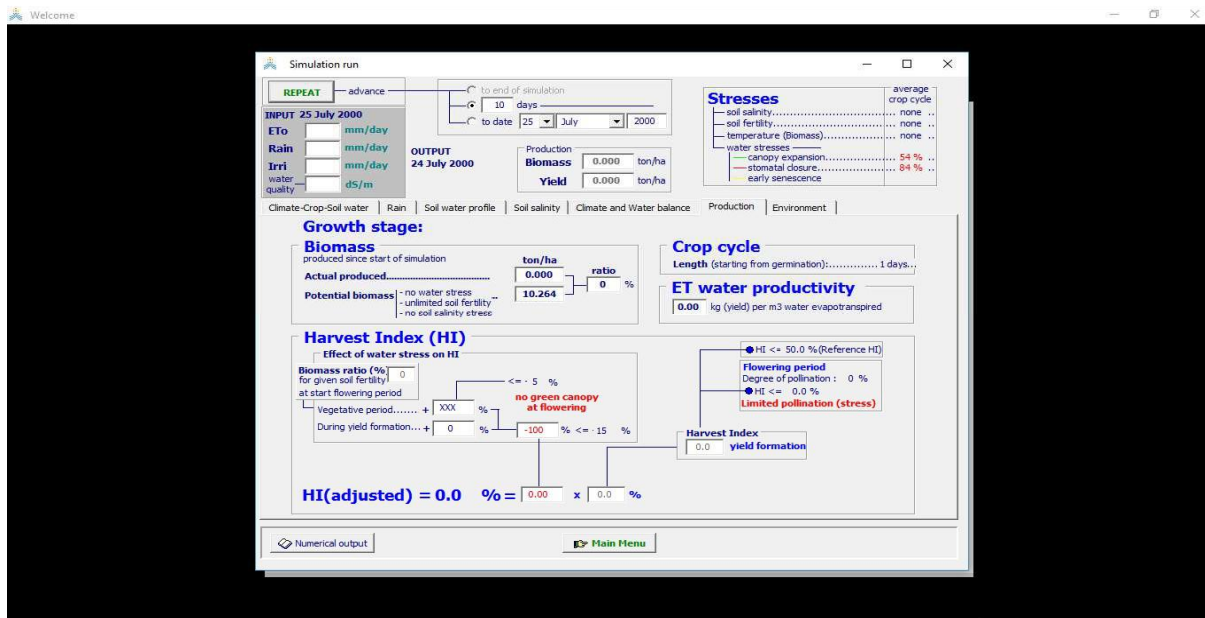 Welcome
Simulation run
REPEAT advance
to end of simulation
10 days
to date 25 July 2000
INPUT 25 July 2000
ETo mm/day
Rain mm/day
Irri mm/day
water quality dS/m
OUTPUT
24 July 2000
Production
Biomass 0.000 ton/ha
Yield 0.000 ton/ha
Stresses
average
crop cycle
soil salinity........................ none ..
soil fertility........................ none ..
temperature (Biomass)........................ none ..
water stresses
canopy expansion........................ 54 % ..
stomatal closure........................ 84 % ..
early senescence
Climate-Crop-Soil water Rain Soil water profile Soil salinity Climate and Water balance Production Environment
Growth stage:
Biomass
produced since start of simulation ton/ha
Actual produced........................ 0.000
ratio
0 %
Potential biomass - no water stress .. 10.264
- unlimited soil fertility
- no soil salinity stress
Crop cycle
Length (starting from germination):.............. 1 days...
ET water productivity
0.00 kg (yield) per m3 water evapotranspired
Harvest Index (HI)
Effect of water stress on HI
Biomass ratio (%) 0
for given soil fertility
at start flowering period
<= · 5 %
no green canopy
at flowering
Vegetative period....... + XXX %
During yield formation... + 0 % -100 % <= · 15 %
HI <= 50.0 %(Reference HI)
Flowering period
Degree of pollination : 0 %
HI <= 0.0 %
Limited pollination (stress)
Harvest Index
0.0 yield formation
HI(adjusted) = 0.0 % = 0.00 x 0.0 %
Numerical output Main Menu